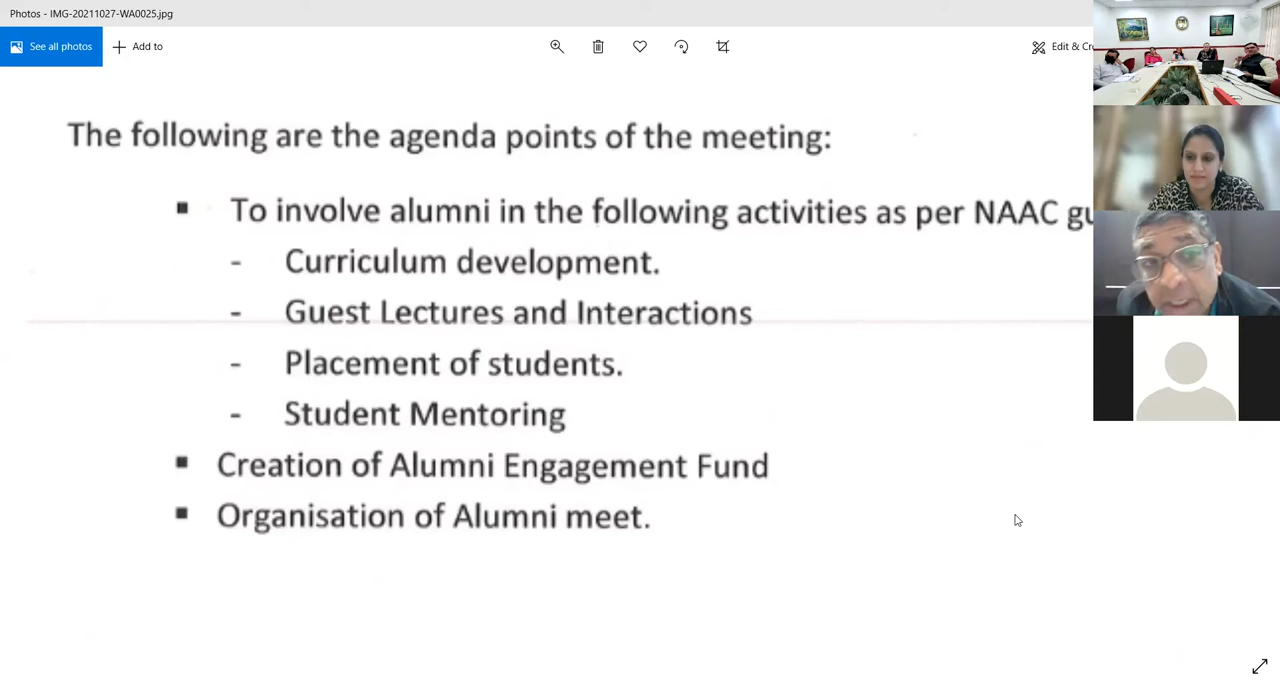 Photos - IMG-20211027-WA0025.jpg
See all photos
Add to
Edit &
The following are the agenda points of the meeting:
▪ To involve alumni in the following activities as per NAAC
- Curriculum development.
- Guest Lectures and Interactions
- Placement of students.
- Student Mentoring
▪ Creation of Alumni Engagement Fund
▪ Organisation of Alumni meet.